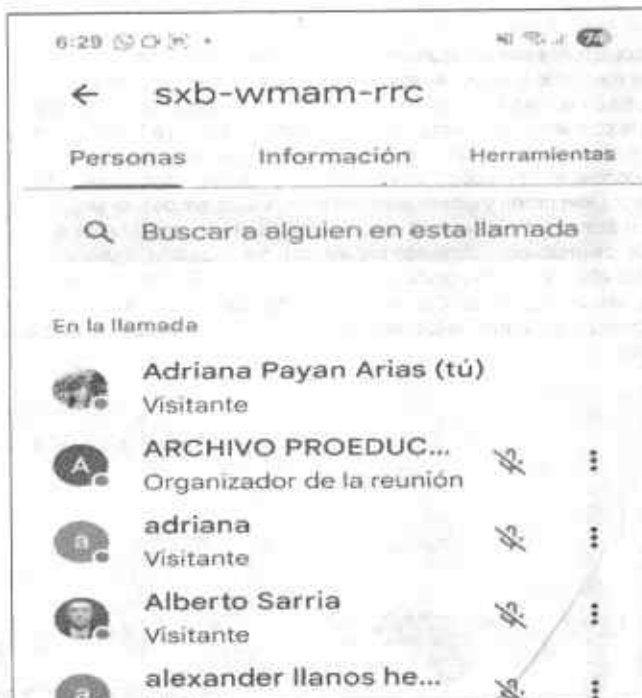 6:29 74
← sxb-wmam-rrc
Personas Información Herramientas
Buscar a alguien en esta llamada
En la llamada
Adriana Payan Arias (tú)
Visitante
A ARCHIVO PROEDUC...
Organizador de la reunión
a adriana
Visitante
Alberto Sarria
Visitante
a alexander llanos he...